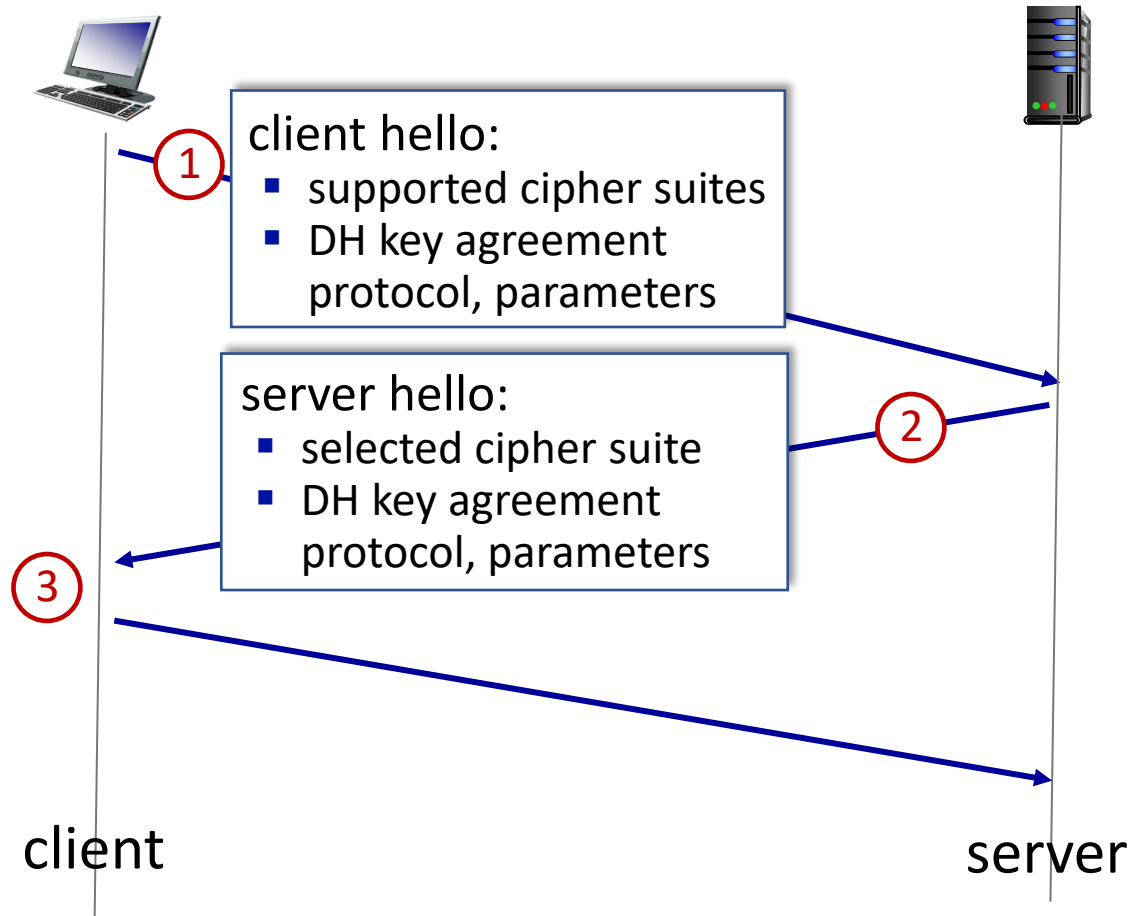 1
client hello:
▪ supported cipher suites
▪ DH key agreement
protocol, parameters
server hello:
▪ selected cipher suite
▪ DH key agreement
protocol, parameters
2
3
client
server